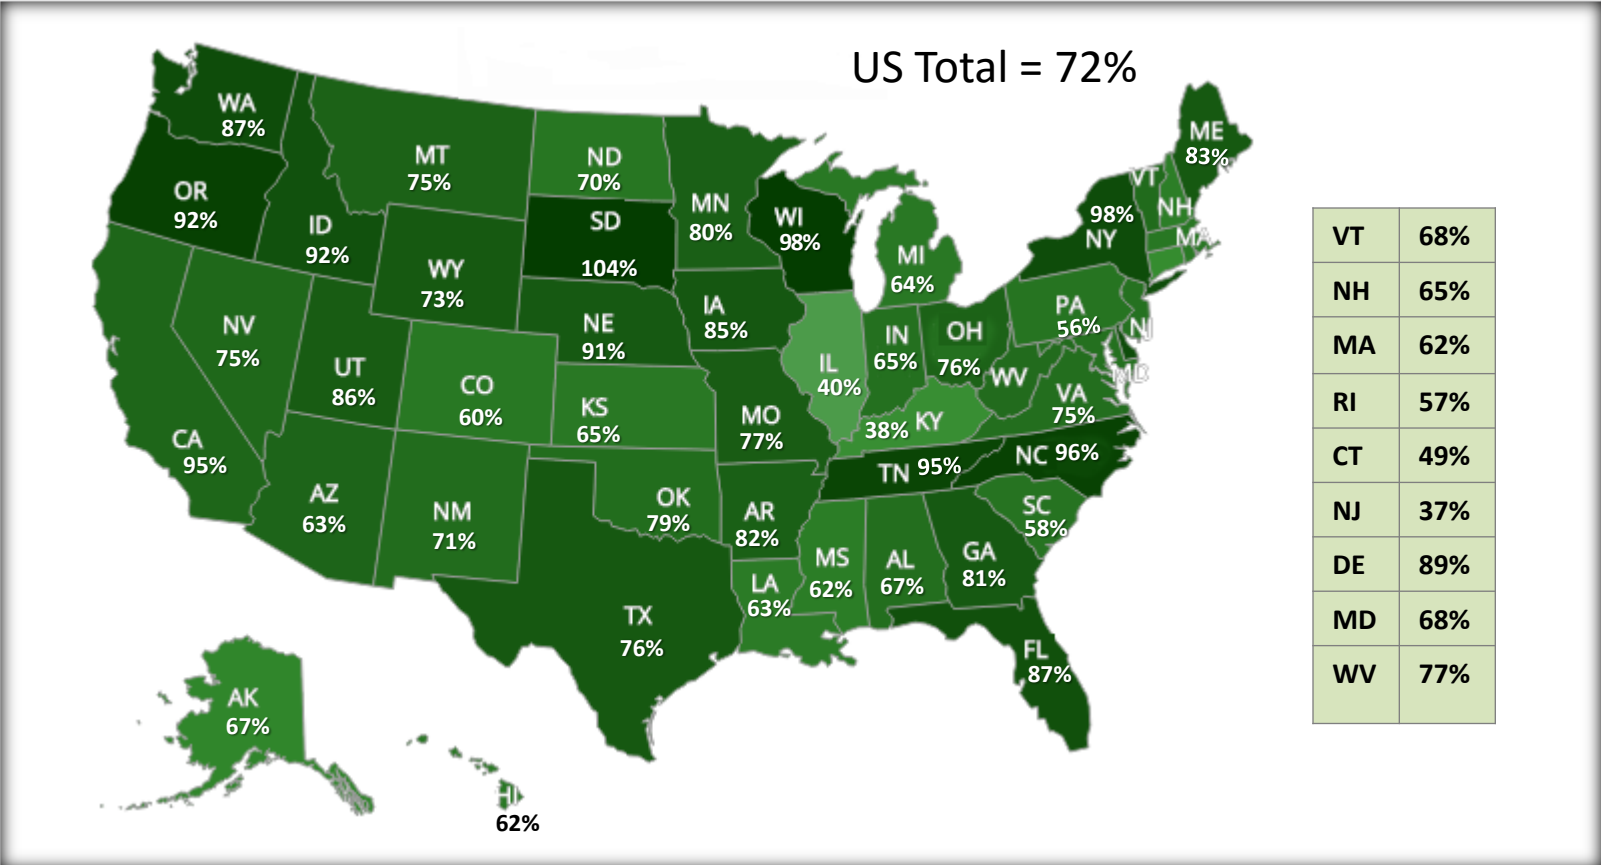 US Total = 72%
WA
87%
OR
92%
ID
92%
MT
75%
ND
70%
SD
104%
MN
80%
WI
98%
MI
64%
WY
73%
NV
75%
CA
95%
UT
86%
CO
60%
NE
91%
IA
85%
KS
65%
MO
77%
IL
40%
IN
65%
OH
76%
KY
38%
WV
VA
75%
PA
56%
98%
NY
VT
NH
MA
ME
83%
NJ
MD
AZ
63%
NM
71%
OK
79%
AR
82%
TN 95%
NC 96%
SC
58%
MS
62%
AL
67%
GA
81%
LA
63%
TX
76%
FL
87%
AK
67%
HI
62%
VT 68%
NH 65%
MA 62%
RI 57%
CT 49%
NJ 37%
DE 89%
MD 68%
WV 77%